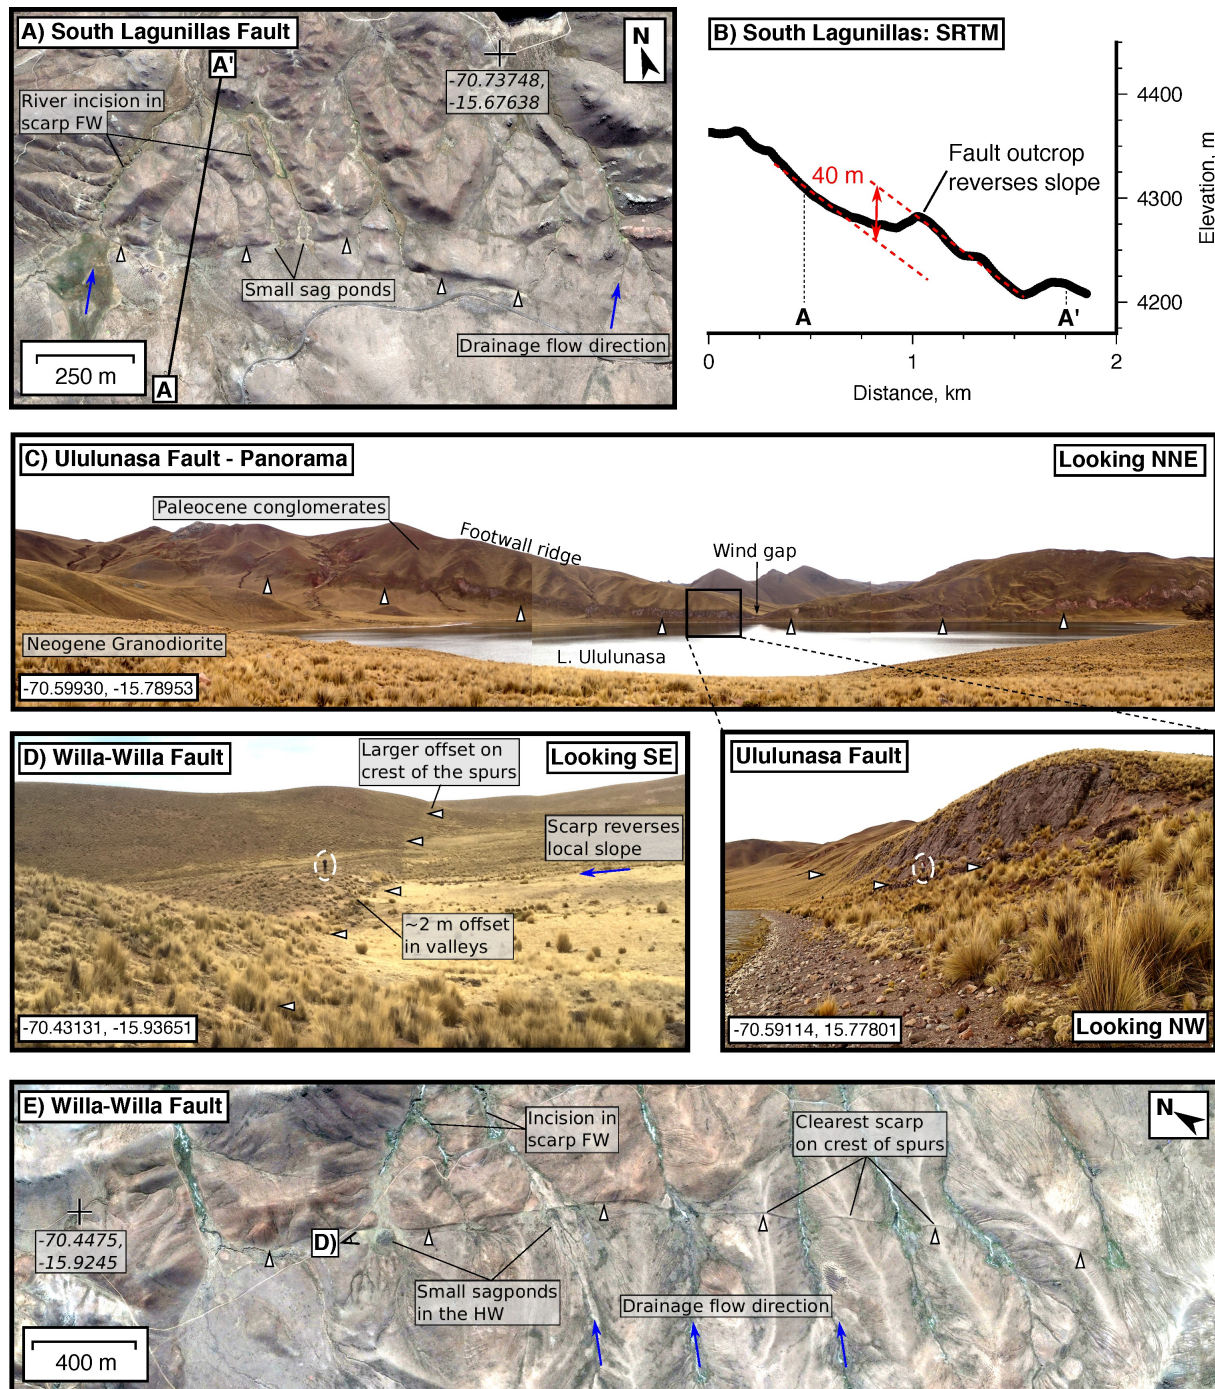 A) South Lagunillas Fault
A'
N
-70.73748,
-15.67638
River incision in
scarp FW
Small sag ponds
Drainage flow direction
250 m
A
B) South Lagunillas: SRTM
4400
4300
4200
Elevation, m
40 m
Fault outcrop
reverses slope
A
A'
0
1
2
Distance, km
C) Ululunasa Fault - Panorama
Looking NNE
Paleocene conglomerates
Footwall ridge
Wind gap
Neogene Granodiorite
L. Ululunasa
-70.59930, -15.78953
D) Willa-Willa Fault
Larger offset on
crest of the spurs
Looking SE
Scarp reverses
local slope
~2 m offset
in valleys
-70.43131, -15.93651
Ululunasa Fault
-70.59114, 15.77801
Looking NW
E) Willa-Willa Fault
Incision in
scarp FW
Clearest scarp
on crest of spurs
N
-70.4475,
-15.9245
D)
Small sagponds
in the HW
Drainage flow direction
400 m